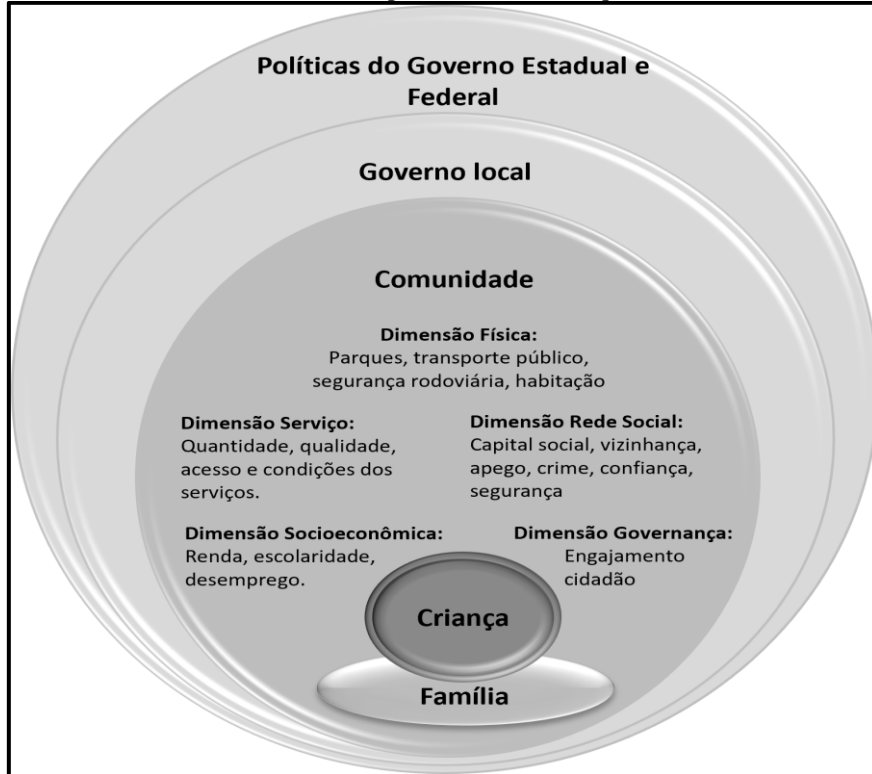 Políticas do Governo Estadual e
Federal
Governo local
Comunidade
Dimensão Física:
Parques, transporte público,
segurança rodoviária, habitação
Dimensão Serviço:
Quantidade, qualidade,
acesso e condições dos
serviços.
Dimensão Rede Social:
Capital social, vizinhança,
apego, crime, confiança,
segurança
Dimensão Socioeconômica:
Renda, escolaridade,
desemprego.
Dimensão Governança:
Engajamento
cidadão
Criança
Família